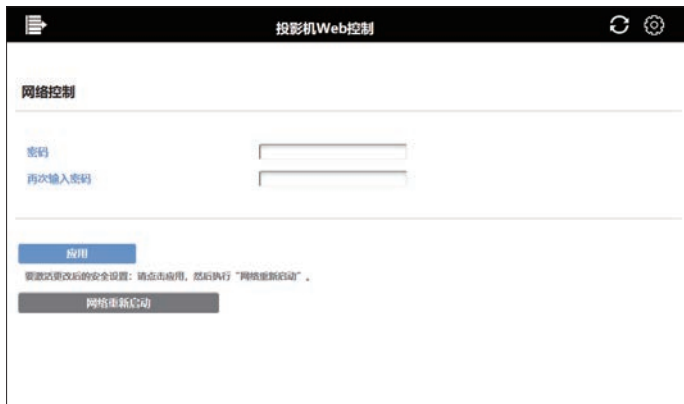 投影机Web控制
网络控制
密码
再次输入密码
应用
要激活更改后的安全设置：请点击应用，然后执行“网络重新启动”。
网络重新启动